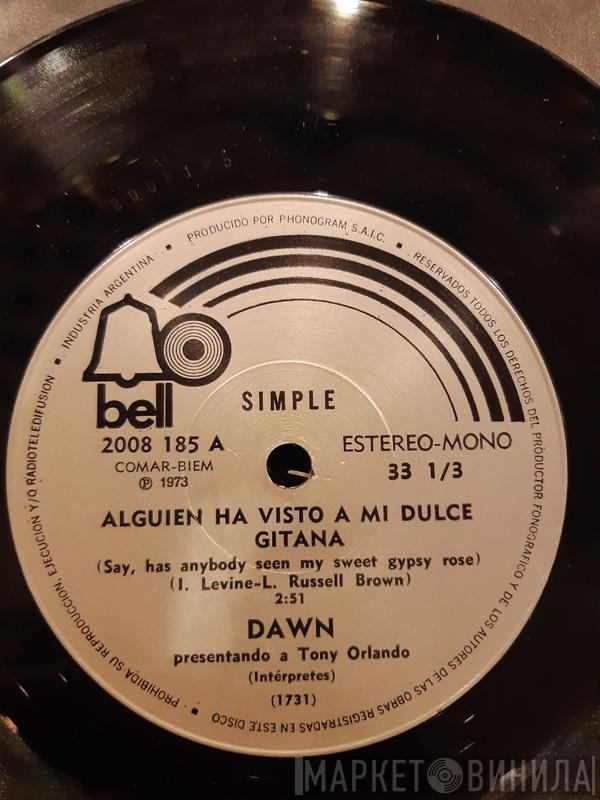 2008185
INDUSTRIA ARGENTINA ■ PRODUCIDO POR PHONOGRAM S.A.I.C. ■ RESERVADOS TODOS LOS DERECHOS DEL PRODUCTOR FONOGRAFICO Y DE LOS AUTORES DE LAS OBRAS REGISTRADAS EN ESTE DISCO ■ PROHIBIDA SU REPRODUCCION, EJECUCION Y/O RADIOTELEDIFUSION ■
bell
SIMPLE
2008 185 A
COMAR-BIEM
Ⓟ 1973
ESTEREO-MONO
33 1/3
ALGUIEN HA VISTO A MI DULCE
GITANA
(Say, has anybody seen my sweet gypsy rose)
(I. Levine-L. Russell Brown)
2:51
DAWN
presentando a Tony Orlando
(Intérpretes)
(1731)
МАРКЕТ ВИНИЛА